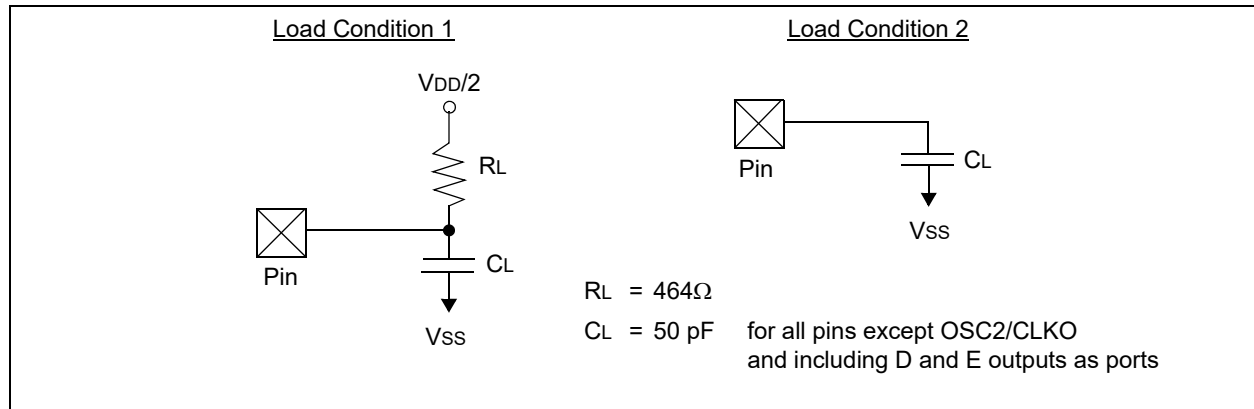 Load Condition 1
VDD/2
RL
Pin
CL
VSS
Load Condition 2
Pin
CL
VSS
RL = 464Ω
CL = 50 pF for all pins except OSC2/CLKO
and including D and E outputs as ports